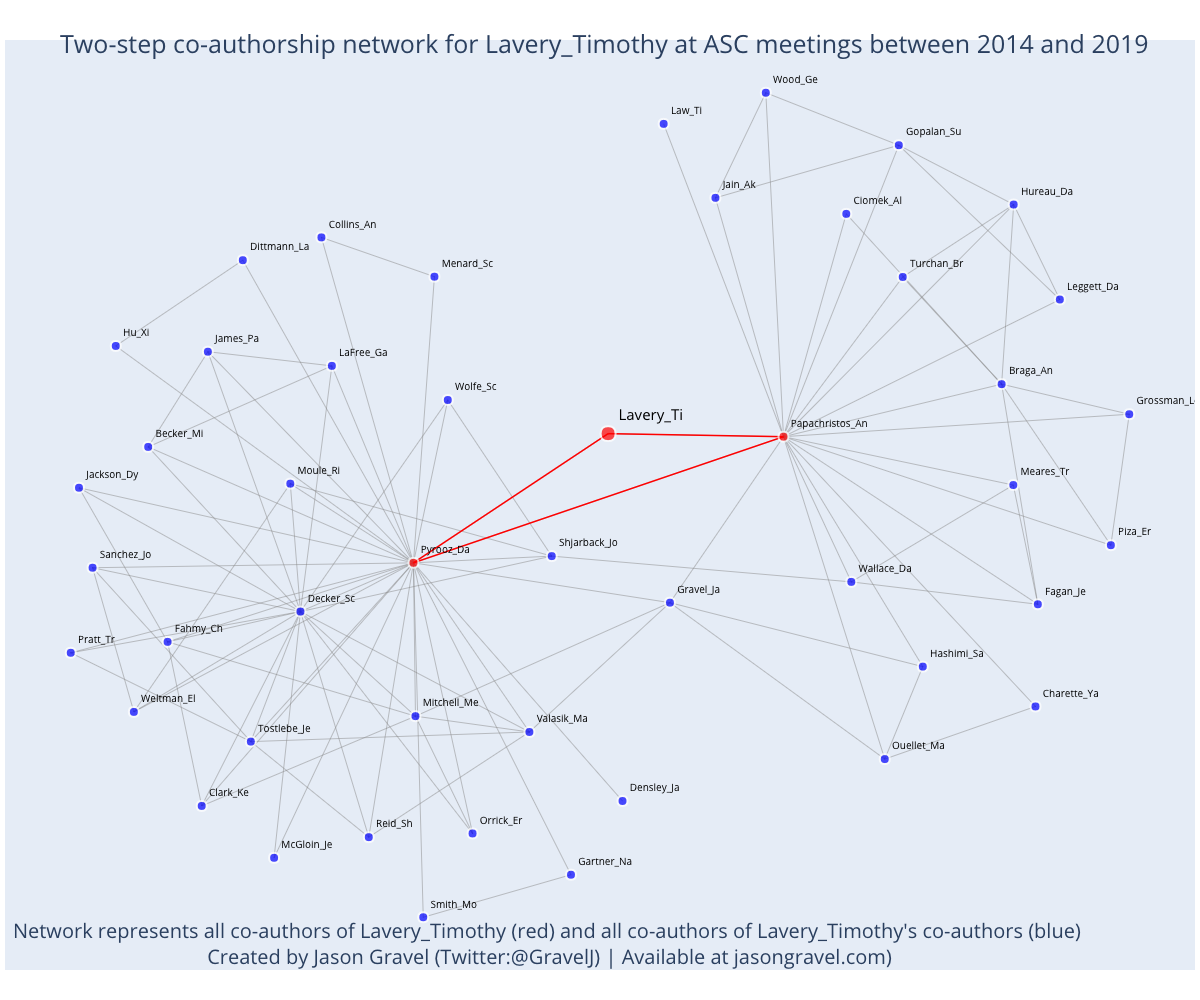 Two-step co-authorship network for Lavery_Timothy at ASC meetings between 2014 and 2019
Wood_Ge
Law_Ti
Gopalan_Su
Jain_Ak
Hureau_Da
Ciomek_Al
Collins_An
Dittmann_La
Menard_Sc
Turchan_Br
Leggett_Da
Hu_Xi
James_Pa
LaFree_Ga
Braga_An
Wolfe_Sc
Grossman_L
Lavery_Ti
Papachristos_An
Becker_Mi
Moule_Ri
Jackson_Dy
Meares_Tr
Piza_Er
Shjarback_Jo
Pyrooz_Da
Sanchez_Jo
Wallace_Da
Gravel_Ja
Fagan_Je
Decker_Sc
Fahmy_Ch
Pratt_Tr
Hashimi_Sa
Charette_Ya
Weitman_El
Mitchell_Me
Valasik_Ma
Tostlebe_Je
Ouellet_Ma
Densley_Ja
Clark_Ke
Orrick_Er
Reid_Sh
McGloin_Je
Gartner_Na
Smith_Mo
Network represents all co-authors of Lavery_Timothy (red) and all co-authors of Lavery_Timothy's co-authors (blue)
Created by Jason Gravel (Twitter:@GravelJ) | Available at jasongravel.com)